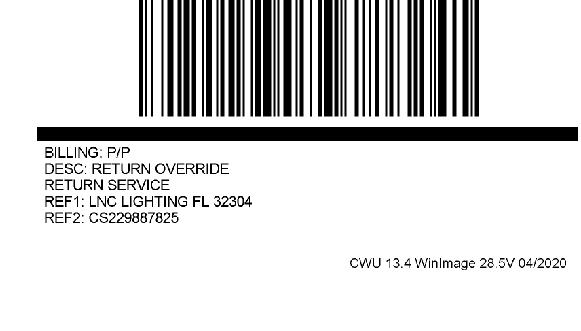 BILLING: P/P
DESC: RETURN OVERRIDE
RETURN SERVICE
REF1: LNC LIGHTING FL 32304
REF2: CS229887825
CWU 13.4 WinImage 28.5V 04/2020